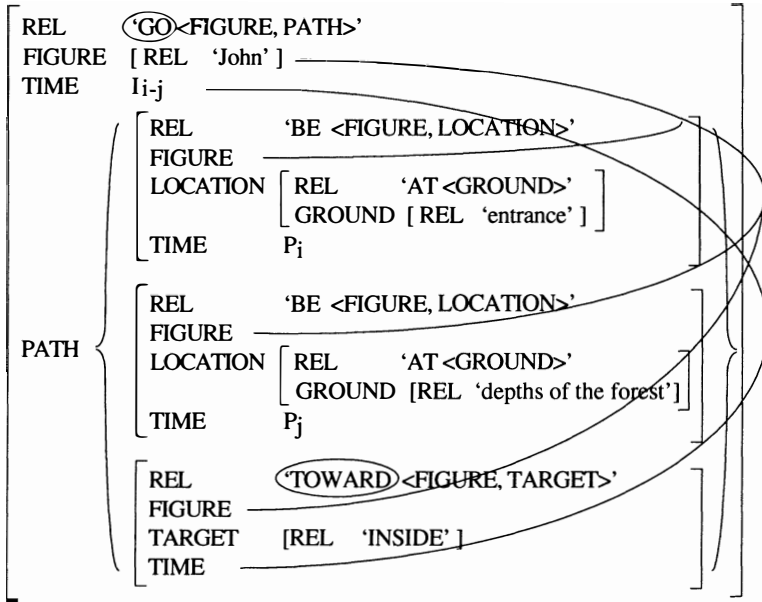 REL ‘GO<FIGURE, PATH>’
FIGURE [ REL ‘John’ ]
TIME Ii-j
REL ‘BE <FIGURE, LOCATION>’
FIGURE
LOCATION REL ‘AT <GROUND>’
GROUND [ REL ‘entrance’ ]
TIME Pi
REL ‘BE <FIGURE, LOCATION>’
FIGURE
PATH LOCATION REL ‘AT <GROUND>’
GROUND [REL ‘depths of the forest’]
TIME Pj
REL ‘TOWARD <FIGURE, TARGET>’
FIGURE
TARGET [REL ‘INSIDE’ ]
TIME